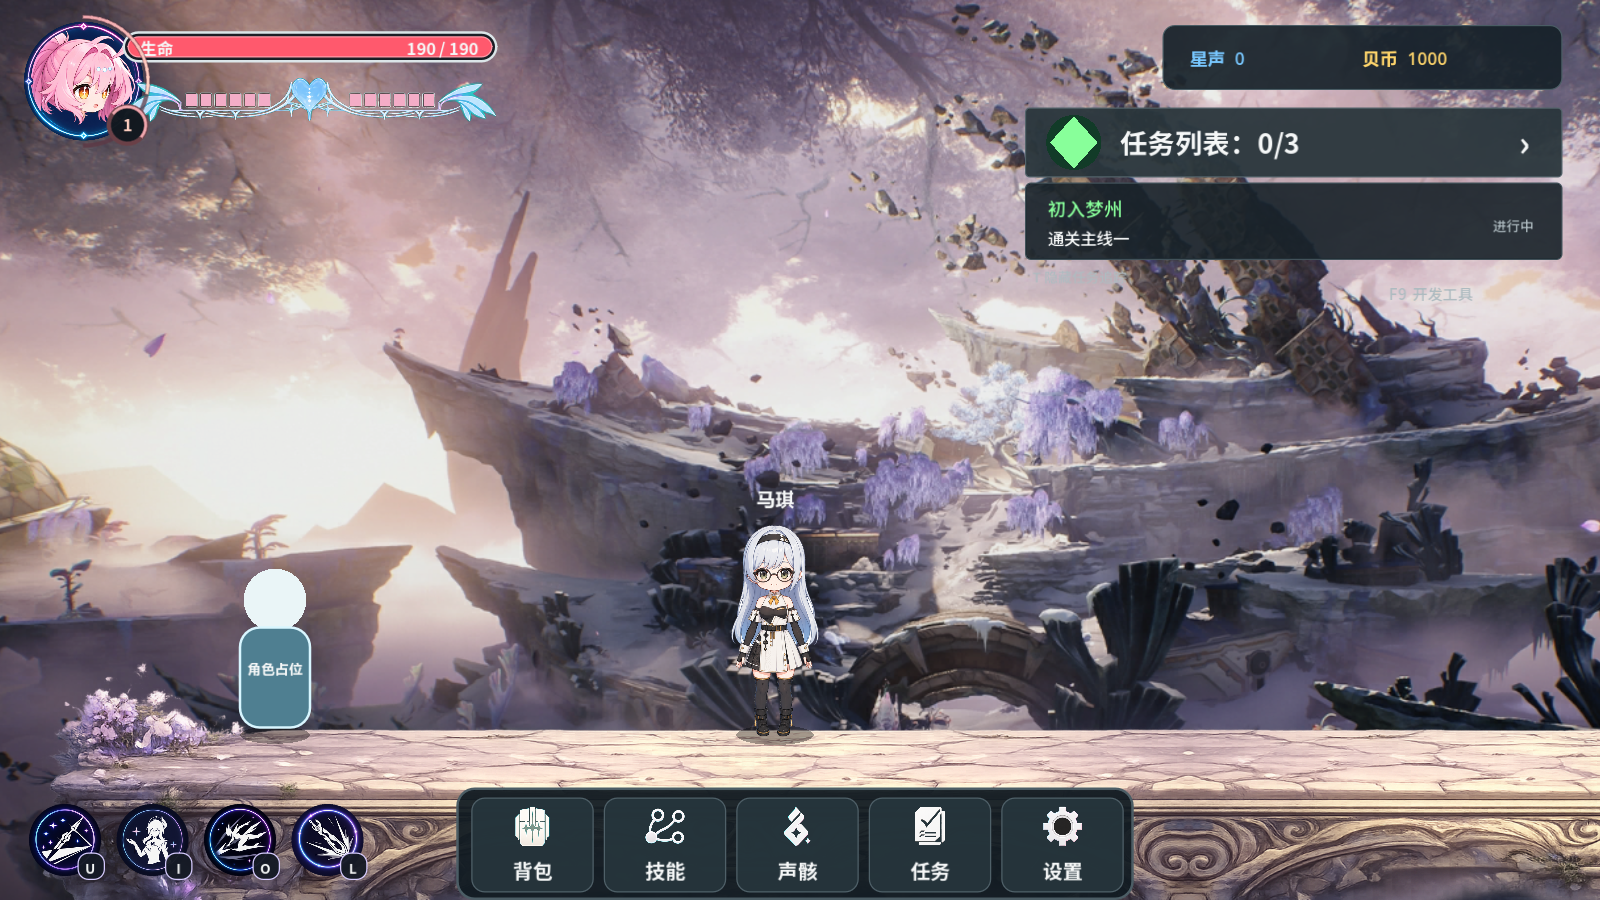 生命 190 / 190
1
星声 0 贝币 1000
任务列表：0/3
初入梦州
通关主线一
进行中
F9 开发工具
马琪
角色占位
U I O L
背包 技能 声骸 任务 设置